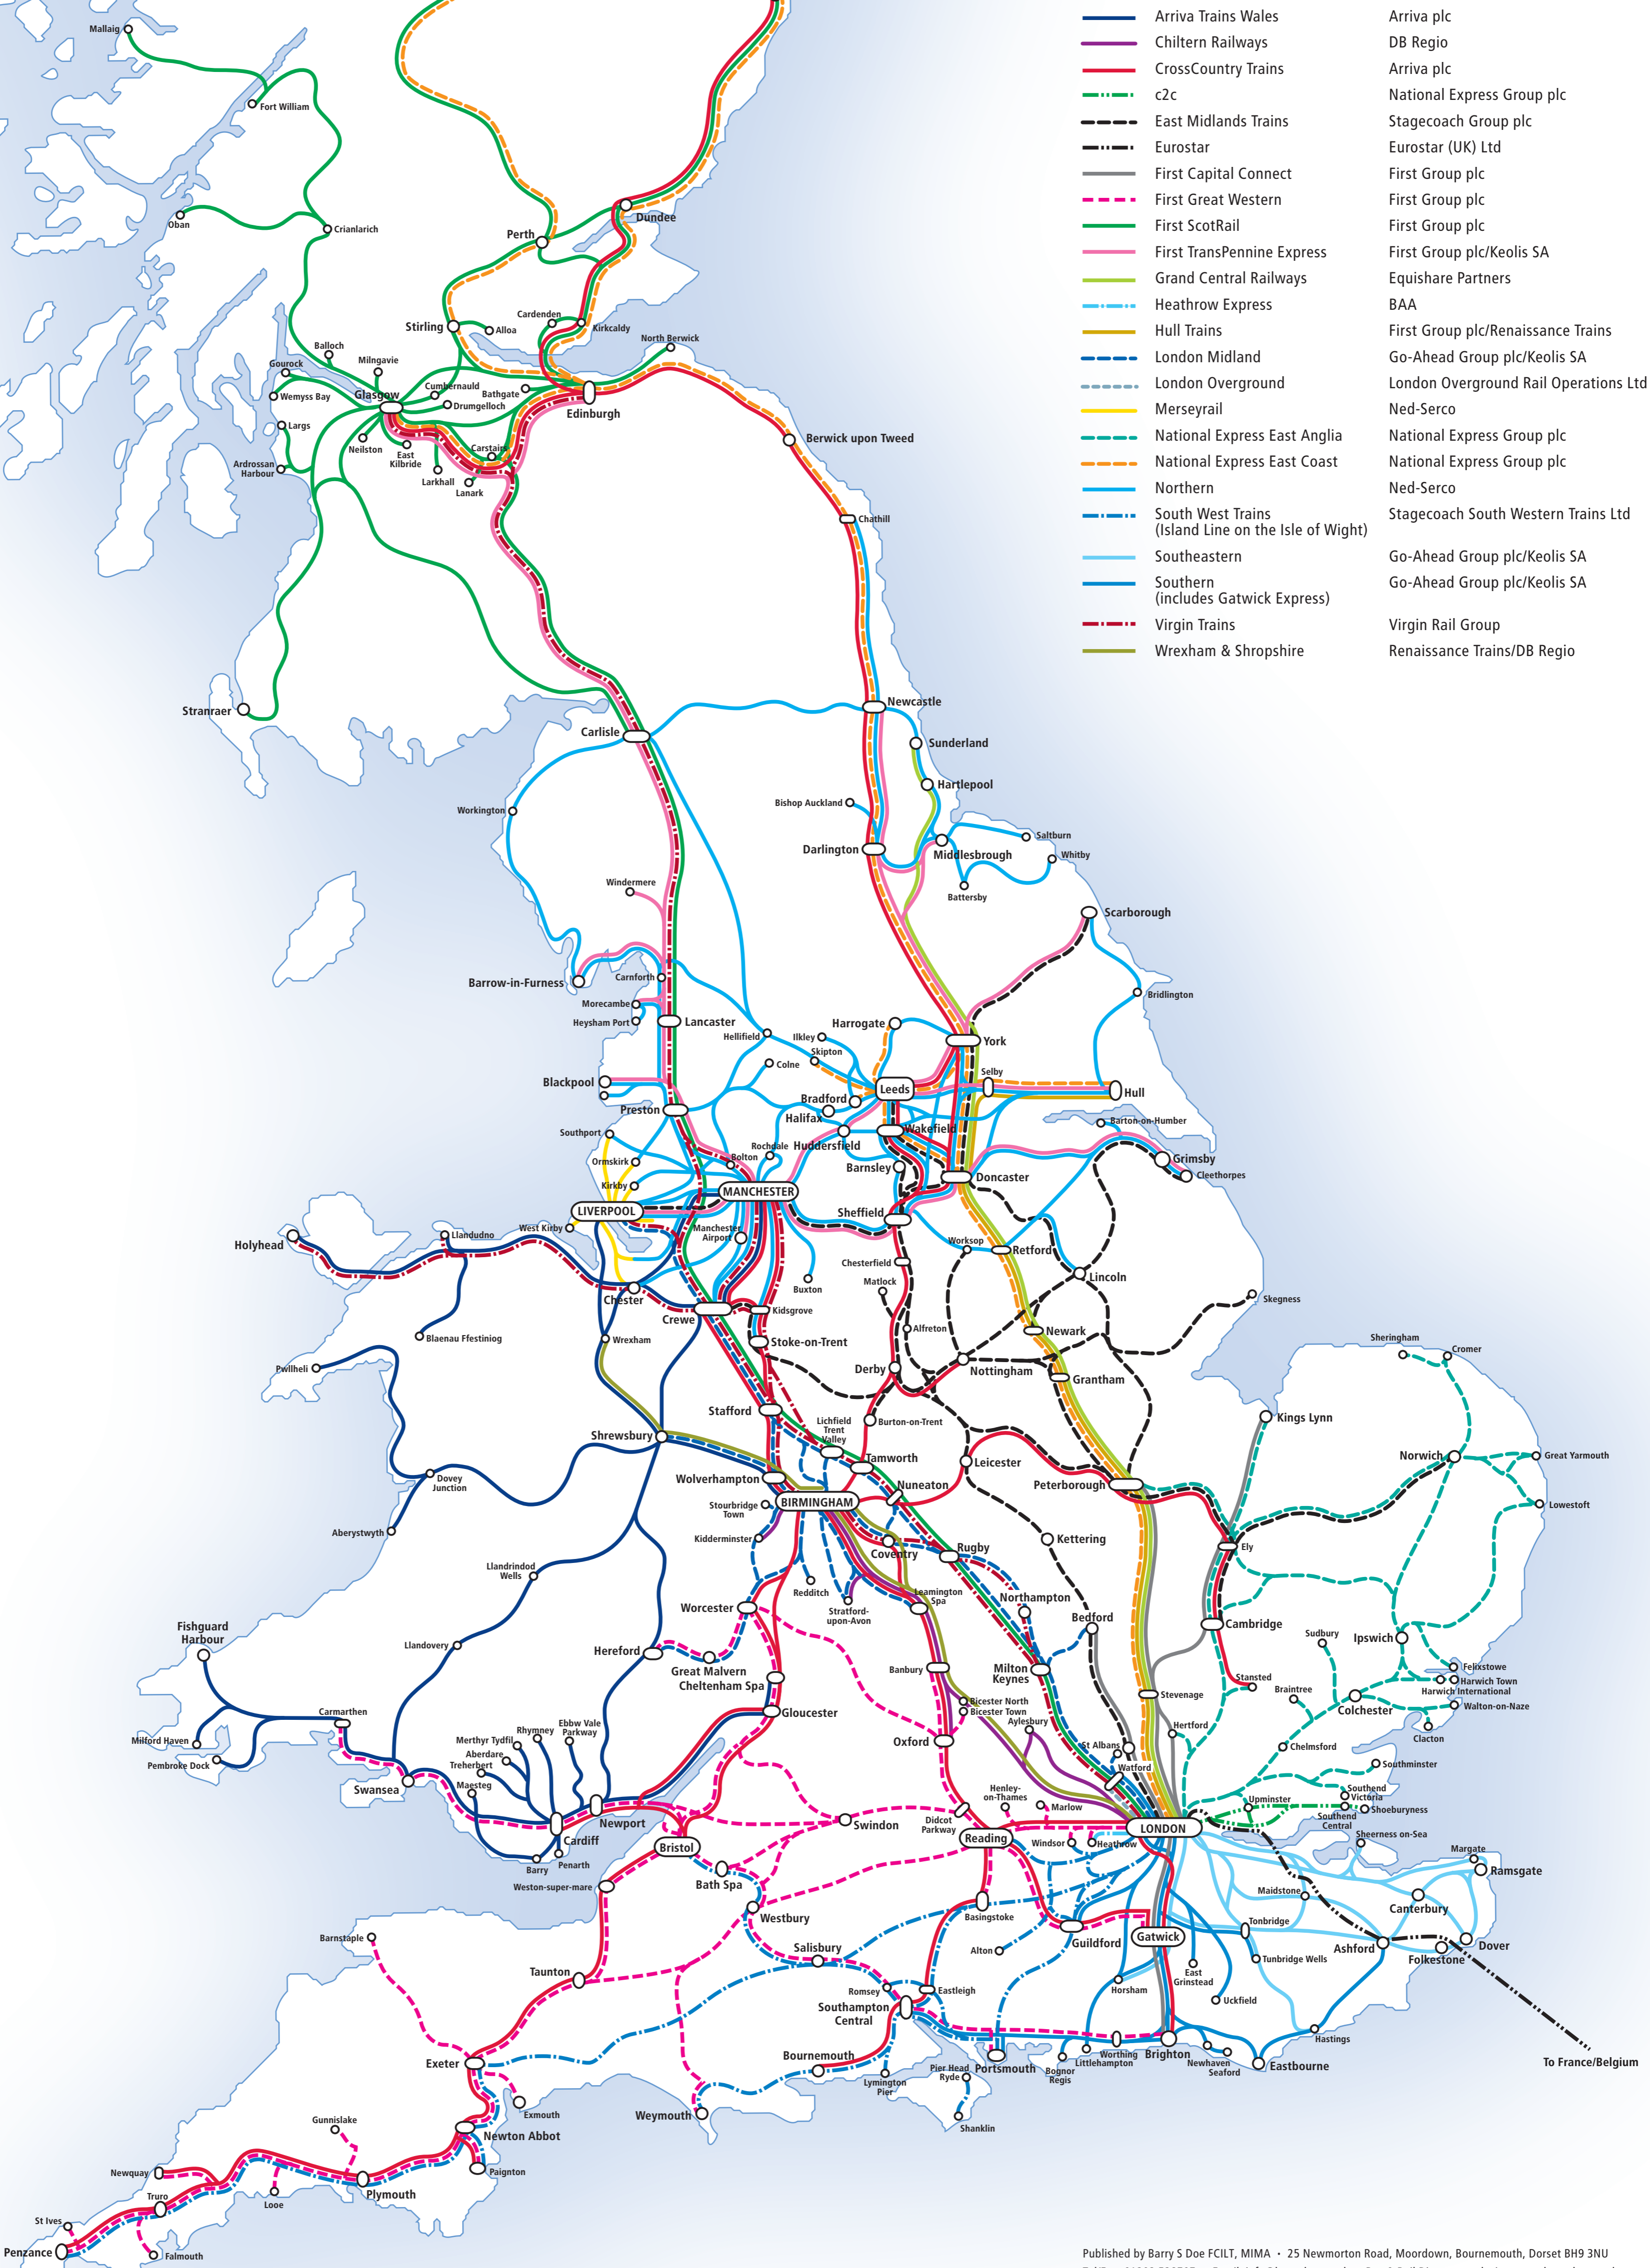 Arriva Trains Wales Arriva plc
Chiltern Railways DB Regio
CrossCountry Trains Arriva plc
c2c National Express Group plc
East Midlands Trains Stagecoach Group plc
Eurostar Eurostar (UK) Ltd
First Capital Connect First Group plc
First Great Western First Group plc
First ScotRail First Group plc
First TransPennine Express First Group plc/Keolis SA
Grand Central Railways Equishare Partners
Heathrow Express BAA
Hull Trains First Group plc/Renaissance Trains
London Midland Go-Ahead Group plc/Keolis SA
London Overground London Overground Rail Operations Ltd
Merseyrail Ned-Serco
National Express East Anglia National Express Group plc
National Express East Coast National Express Group plc
Northern Ned-Serco
South West Trains Stagecoach South Western Trains Ltd
(Island Line on the Isle of Wight)
Southeastern Go-Ahead Group plc/Keolis SA
Southern Go-Ahead Group plc/Keolis SA
(includes Gatwick Express)
Virgin Trains Virgin Rail Group
Wrexham & Shropshire Renaissance Trains/DB Regio
Mallaig
Fort William
Oban
Crianlarich
Dundee
Perth
Stirling
Alloa
Cardenden
Kirkcaldy
North Berwick
Balloch
Milngavie
Gourock
Wemyss Bay
Glasgow
Cumbernauld
Drumgelloch
Bathgate
Edinburgh
Largs
Neilston
East
Kilbride
Carstairs
Larkhall
Lanark
Ardrossan
Harbour
Berwick upon Tweed
Chathill
Stranraer
Carlisle
Newcastle
Sunderland
Hartlepool
Workington
Bishop Auckland
Darlington
Middlesbrough
Saltburn
Whitby
Battersby
Windermere
Scarborough
Barrow-in-Furness
Carnforth
Morecambe
Heysham Port
Lancaster
Bridlington
Harrogate
York
Hellifield
Ilkley
Skipton
Colne
Leeds
Selby
Hull
Blackpool
Preston
Bradford
Halifax
Huddersfield
Wakefield
Barton-on-Humber
Southport
Ormskirk
Kirkby
Bolton
Rochdale
Barnsley
Grimsby
Cleethorpes
Doncaster
MANCHESTER
LIVERPOOL
West Kirby
Manchester
Airport
Sheffield
Holyhead
Llandudno
Worksop
Retford
Chesterfield
Matlock
Lincoln
Buxton
Chester
Crewe
Kidsgrove
Skegness
Blaenau Ffestiniog
Wrexham
Stoke-on-Trent
Alfreton
Newark
Pwllheli
Derby
Nottingham
Grantham
Sheringham
Cromer
Stafford
Lichfield
Trent
Valley
Burton-on-Trent
Kings Lynn
Shrewsbury
Tamworth
Leicester
Norwich
Great Yarmouth
Dovey
Junction
Wolverhampton
BIRMINGHAM
Nuneaton
Peterborough
Lowestoft
Stourbridge
Town
Aberystwyth
Kidderminster
Coventry
Rugby
Kettering
Ely
Llandrindod
Wells
Redditch
Stratford-
upon-Avon
Leamington
Spa
Northampton
Worcester
Bedford
Cambridge
Sudbury
Ipswich
Fishguard
Harbour
Llandovery
Hereford
Great Malvern
Cheltenham Spa
Banbury
Milton
Keynes
Stansted
Felixstowe
Harwich Town
Harwich International
Braintree
Colchester
Walton-on-Naze
Clacton
Stevenage
Bicester North
Bicester Town
Aylesbury
Hertford
Carmarthen
Gloucester
Milford Haven
Pembroke Dock
Merthyr Tydfil
Rhymney
Ebbw Vale
Parkway
Aberdare
Treherbert
Maesteg
Oxford
St Albans
Chelmsford
Watford
Southminster
Swansea
Henley-
on-Thames
Marlow
Upminster
Southend
Victoria
Shoeburyness
Southend
Central
Newport
Cardiff
Swindon
Didcot
Parkway
Reading
Windsor
Heathrow
LONDON
Sheerness on-Sea
Margate
Ramsgate
Barry
Penarth
Bristol
Bath Spa
Weston-super-mare
Maidstone
Canterbury
Westbury
Basingstoke
Tonbridge
Barnstaple
Guildford
Gatwick
Alton
Salisbury
Tunbridge Wells
Ashford
Folkestone
Dover
East
Grinstead
Taunton
Romsey
Eastleigh
Horsham
Uckfield
Southampton
Central
Hastings
Exeter
Bournemouth
Portsmouth
Bognor
Regis
Littlehampton
Worthing
Brighton
Newhaven
Seaford
Eastbourne
To France/Belgium
Lymington
Pier
Pier Head
Ryde
Shanklin
Exmouth
Weymouth
Gunnislake
Newton Abbot
Paignton
Newquay
Plymouth
Truro
Looe
St Ives
Penzance
Falmouth
Published by Barry S Doe FCILT, MIMA • 25 Newmorton Road, Moordown, Bournemouth, Dorset BH9 3NU